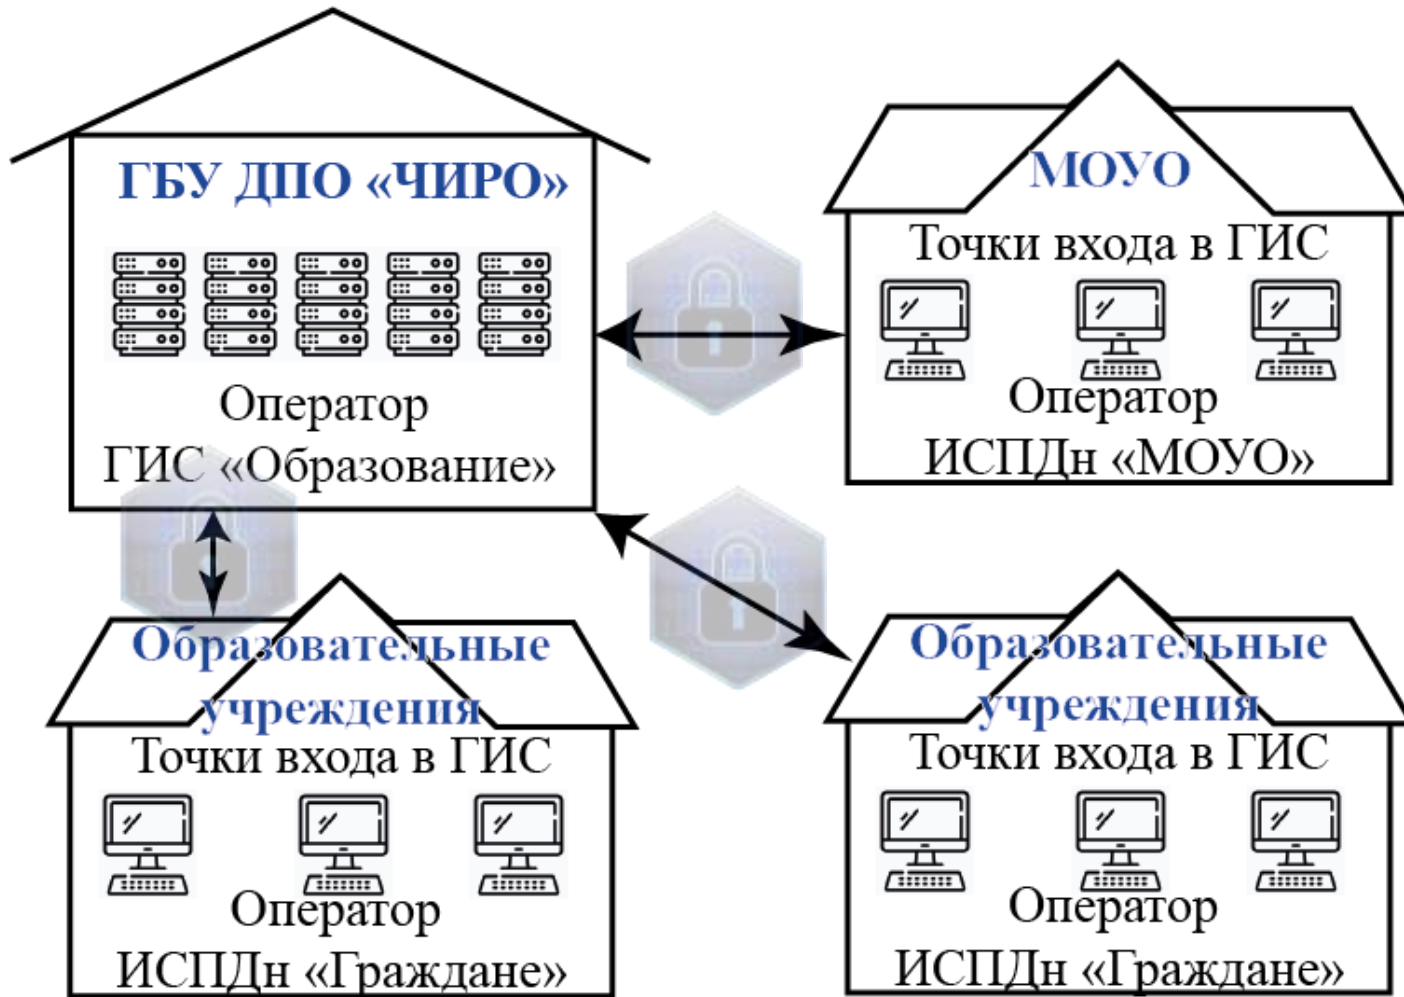 ГБУ ДПО «ЧИРО»
Оператор
ГИС «Образование»
МОУО
Точки входа в ГИС
Оператор
ИСПДн «МОУО»
Образовательные
учреждения
Точки входа в ГИС
Оператор
ИСПДн «Граждане»
Образовательные
учреждения
Точки входа в ГИС
Оператор
ИСПДн «Граждане»